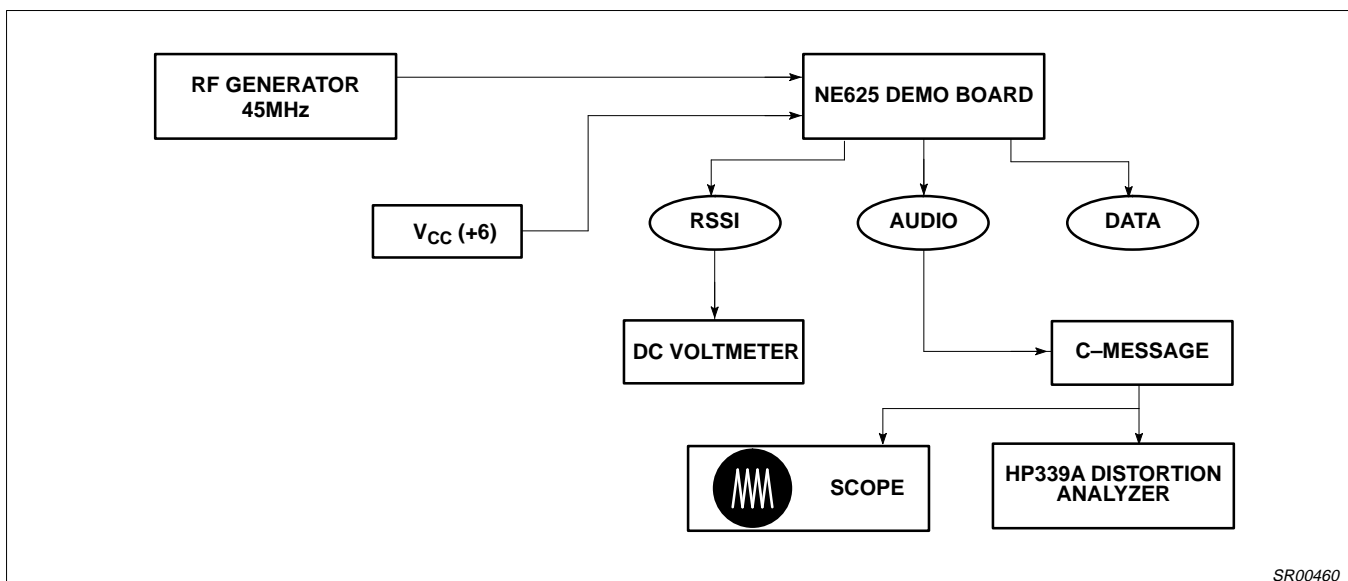 RF GENERATOR
45MHz
NE625 DEMO BOARD
VCC (+6)
RSSI
AUDIO
DATA
DC VOLTMETER
C–MESSAGE
SCOPE
HP339A DISTORTION
ANALYZER
SR00460